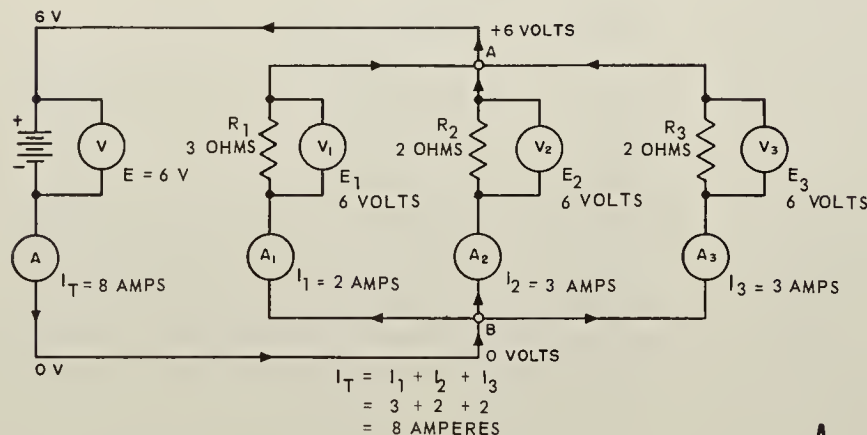 6 V
+6 VOLTS
A
+
-
V
E = 6 V
R1
3 OHMS
V1
E1
6 VOLTS
R2
2 OHMS
V2
E2
6 VOLTS
R3
2 OHMS
V3
E3
6 VOLTS
A
IT = 8 AMPS
A1
I1 = 2 AMPS
A2
I2 = 3 AMPS
A3
I3 = 3 AMPS
B
0 V
0 VOLTS
IT = I1 + I2 + I3
= 3 + 2 + 2
= 8 AMPERES
A